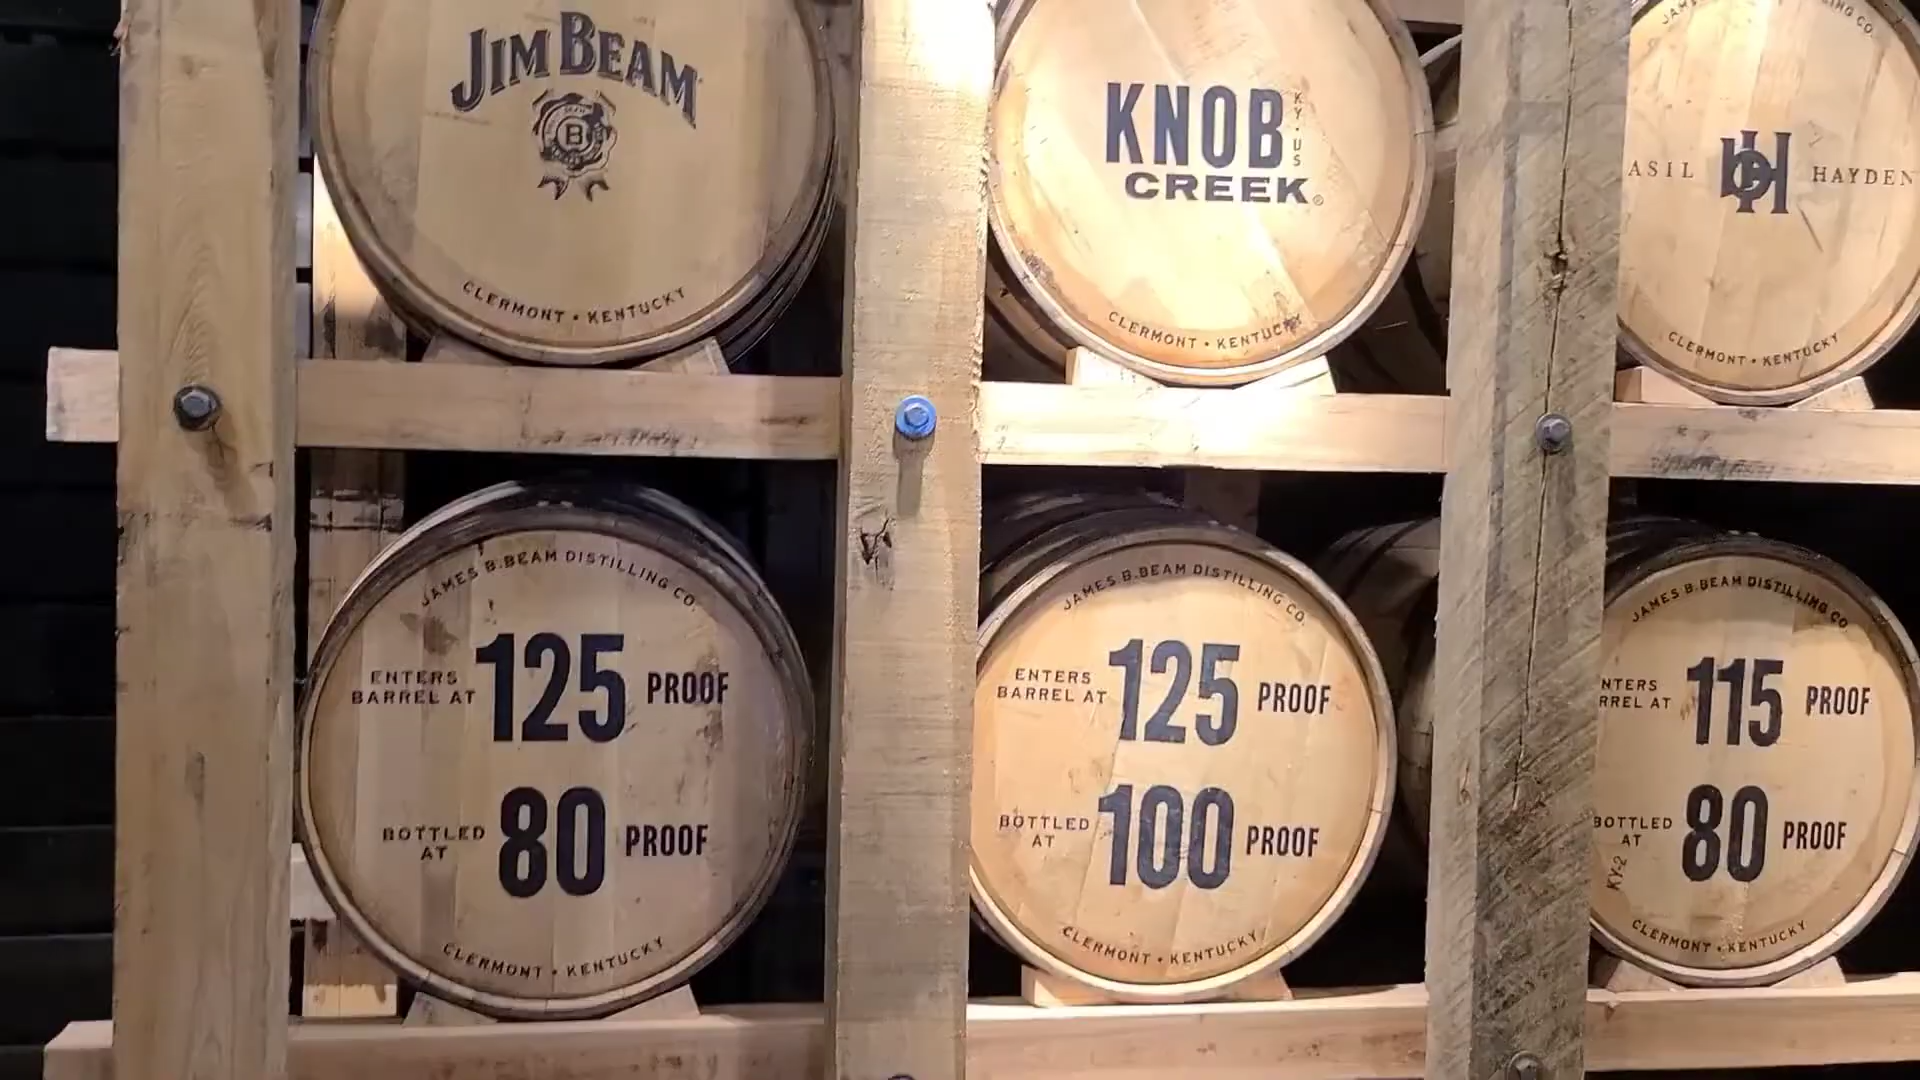 JIM BEAM
B
CLERMONT • KENTUCKY
KNOB
KY • US
CREEK®
CLERMONT • KENTUCKY
ING CO.
ASIL HAYDEN
CLERMONT • KENTUCKY
JAMES B. BEAM DISTILLING CO.
ENTERS
BARREL AT 125 PROOF
BOTTLED
AT 80 PROOF
CLERMONT • KENTUCKY
JAMES B. BEAM DISTILLING CO.
ENTERS
BARREL AT 125 PROOF
BOTTLED
AT 100 PROOF
CLERMONT • KENTUCKY
JAMES B. BEAM DISTILLING CO
NTERS
RREL AT 115 PROOF
BOTTLED
AT 80 PROOF
KY-2
CLERMONT • KENTUCKY